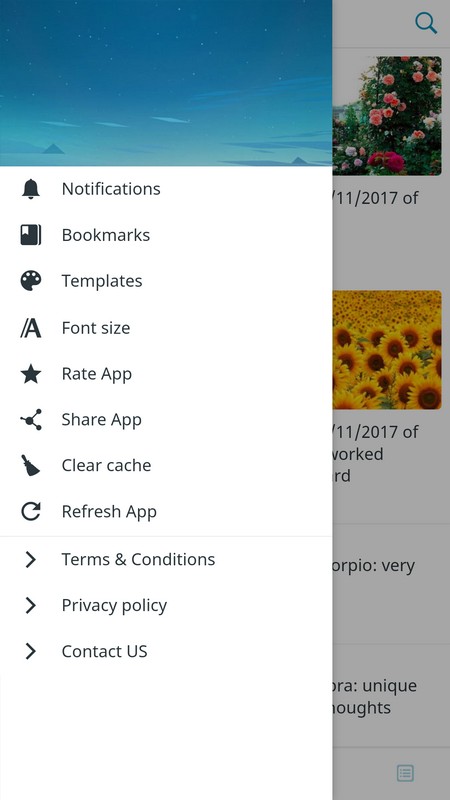 Notifications
Bookmarks
Templates
Font size
Rate App
Share App
Clear cache
Refresh App
Terms & Conditions
Privacy policy
Contact US
/11/2017 of
/11/2017 of
worked
rd
orpio: very
ora: unique
houghts